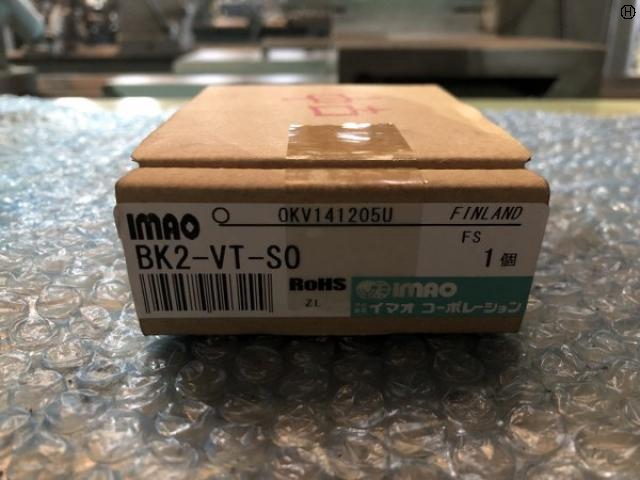 IMAO
OKV141205U
FINLAND
BK2-VT-SO
FS
1個
RoHS
ZL
IMAO
イマオ コーポレーション
H